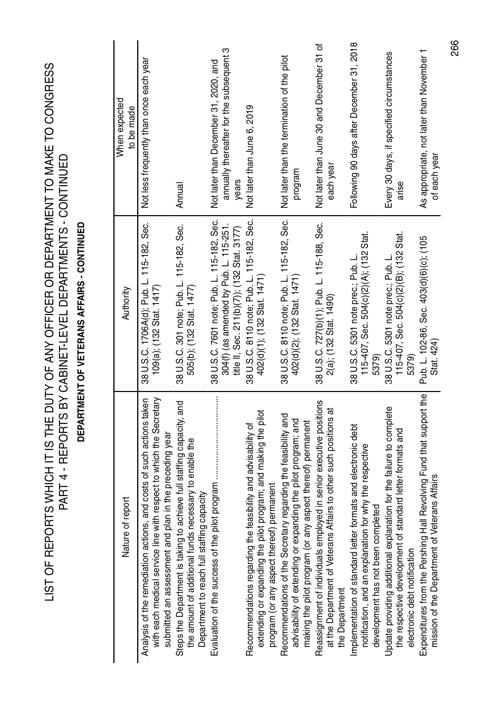 LIST OF REPORTS WHICH IT IS THE DUTY OF ANY OFFICER OR DEPARTMENT TO MAKE TO CONGRESS
PART 4 - REPORTS BY CABINET-LEVEL DEPARTMENTS - CONTINUED
DEPARTMENT OF VETERANS AFFAIRS - CONTINUED
Nature of report
Authority
When expected
to be made
Analysis of the remediation actions, and costs of such actions taken
with each medical service line with respect to which the Secretary
submitted an assessment and plan in the preceding year
38 U.S.C. 1706A(d); Pub. L. 115-182, Sec.
109(a); (132 Stat. 1417)
Not less frequently than once each year
Steps the Department is taking to achieve full staffing capacity, and
the amount of additional funds necessary to enable the
Department to reach full staffing capacity
38 U.S.C. 301 note; Pub. L. 115-182, Sec.
505(b); (132 Stat. 1477)
Annual
Evaluation of the success of the pilot program
38 U.S.C. 7601 note; Pub. L. 115-182, Sec.
304(f) (as amended by Pub. L. 115-251,
title II, Sec. 211(b)(7)); (132 Stat. 3177)
Not later than December 31, 2020, and
annually thereafter for the subsequent 3
years
Recommendations regarding the feasibility and advisability of
extending or expanding the pilot program; and making the pilot
program (or any aspect thereof) permanent
38 U.S.C. 8110 note; Pub. L. 115-182, Sec.
402(d)(1); (132 Stat. 1471)
Not later than June 6, 2019
Recommendations of the Secretary regarding the feasibility and
advisability of extending or expanding the pilot program; and
making the pilot program (or any aspect thereof) permanent
38 U.S.C. 8110 note; Pub. L. 115-182, Sec.
402(d)(2); (132 Stat. 1471)
Not later than the termination of the pilot
program
Reassignment of individuals employed in senior executive positions
at the Department of Veterans Affairs to other such positions at
the Department
38 U.S.C. 727(b)(1); Pub. L. 115-188, Sec.
2(a); (132 Stat. 1490)
Not later than June 30 and December 31 of
each year
Implementation of standard letter formats and electronic debt
notification, and an explanation for why the respective
development has not been completed
38 U.S.C. 5301 note prec.; Pub. L.
115-407, Sec. 504(c)(2)(A); (132 Stat.
5379)
Following 90 days after December 31, 2018
Update providing additional explanation for the failure to complete
the respective development of standard letter formats and
electronic debt notification
38 U.S.C. 5301 note prec.; Pub. L.
115-407, Sec. 504(c)(2)(B); (132 Stat.
5379)
Every 30 days, if specified circumstances
arise
Expenditures from the Pershing Hall Revolving Fund that support the
mission of the Department of Veterans Affairs
Pub. L. 102-86, Sec. 403(d)(6)(c); (105
Stat. 424)
As appropriate, not later than November 1
of each year
266